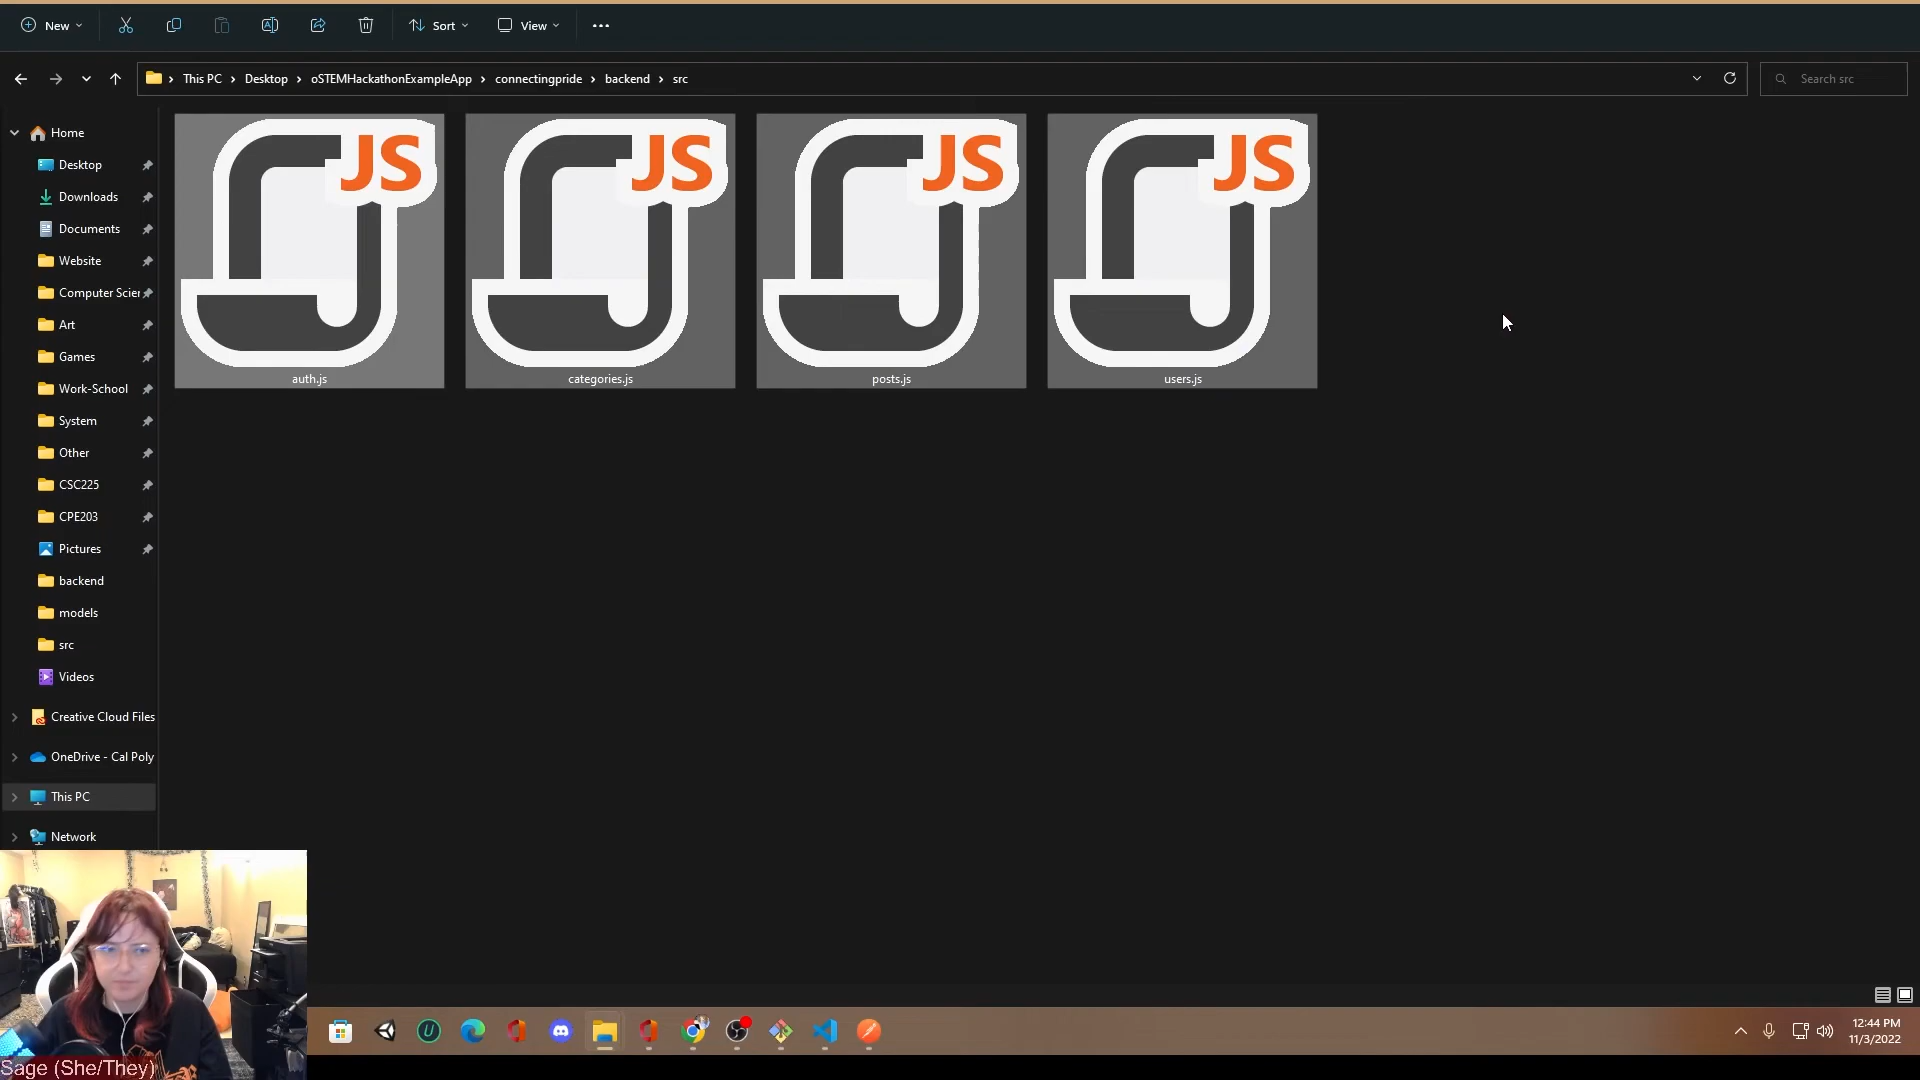 New
Sort
View
This PC
Desktop
oSTEMHackathonExampleApp
connectingpride
backend
src
Search src
Home
Desktop
Downloads
Documents
Website
Computer Scier
Art
Games
Work-School
System
Other
CSC225
CPE203
Pictures
backend
models
src
Videos
Creative Cloud Files
OneDrive - Cal Poly
This PC
Network
JS
JS
JS
JS
auth.js
categories.js
posts.js
users.js
Sage (She/They)
12:44 PM
11/3/2022